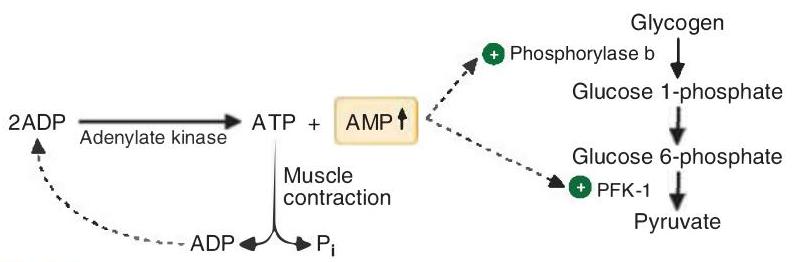 Glycogen
+ Phosphorylase b
Glucose 1-phosphate
2ADP
Adenylate kinase
ATP + AMP
Glucose 6-phosphate
+ PFK-1
Muscle
contraction
Pyruvate
ADP
Pi